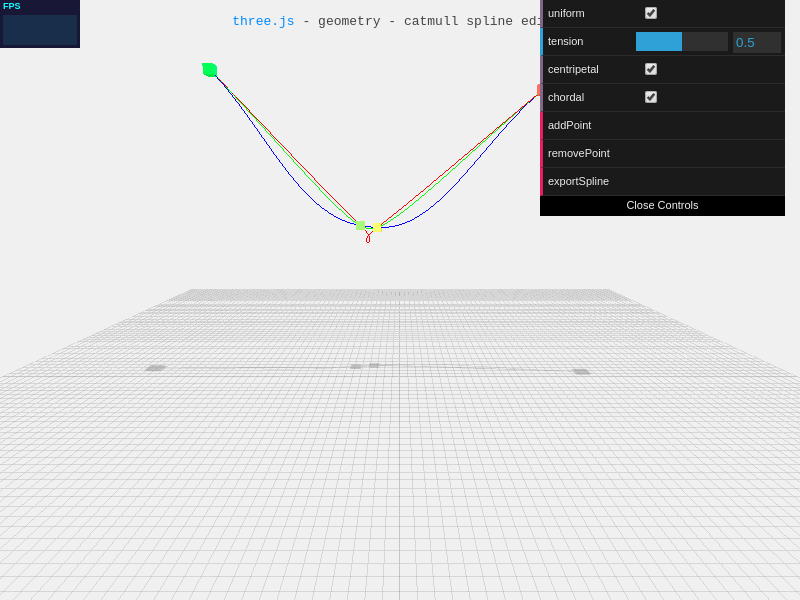 FPS
three.js - geometry - catmull spline edi
uniform
tension 0.5
centripetal
chordal
addPoint
removePoint
exportSpline
Close Controls